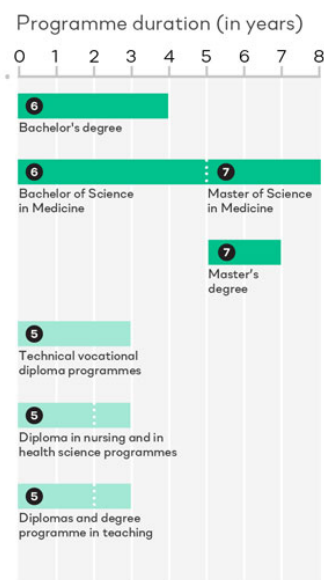 Programme duration (in years)
0 1 2 3 4 5 6 7 8
6
Bachelor's degree
6 7
Bachelor of Science Master of Science
in Medicine in Medicine
7
Master's
degree
5
Technical vocational
diploma programmes
5
Diploma in nursing and in
health science programmes
5
Diplomas and degree
programme in teaching